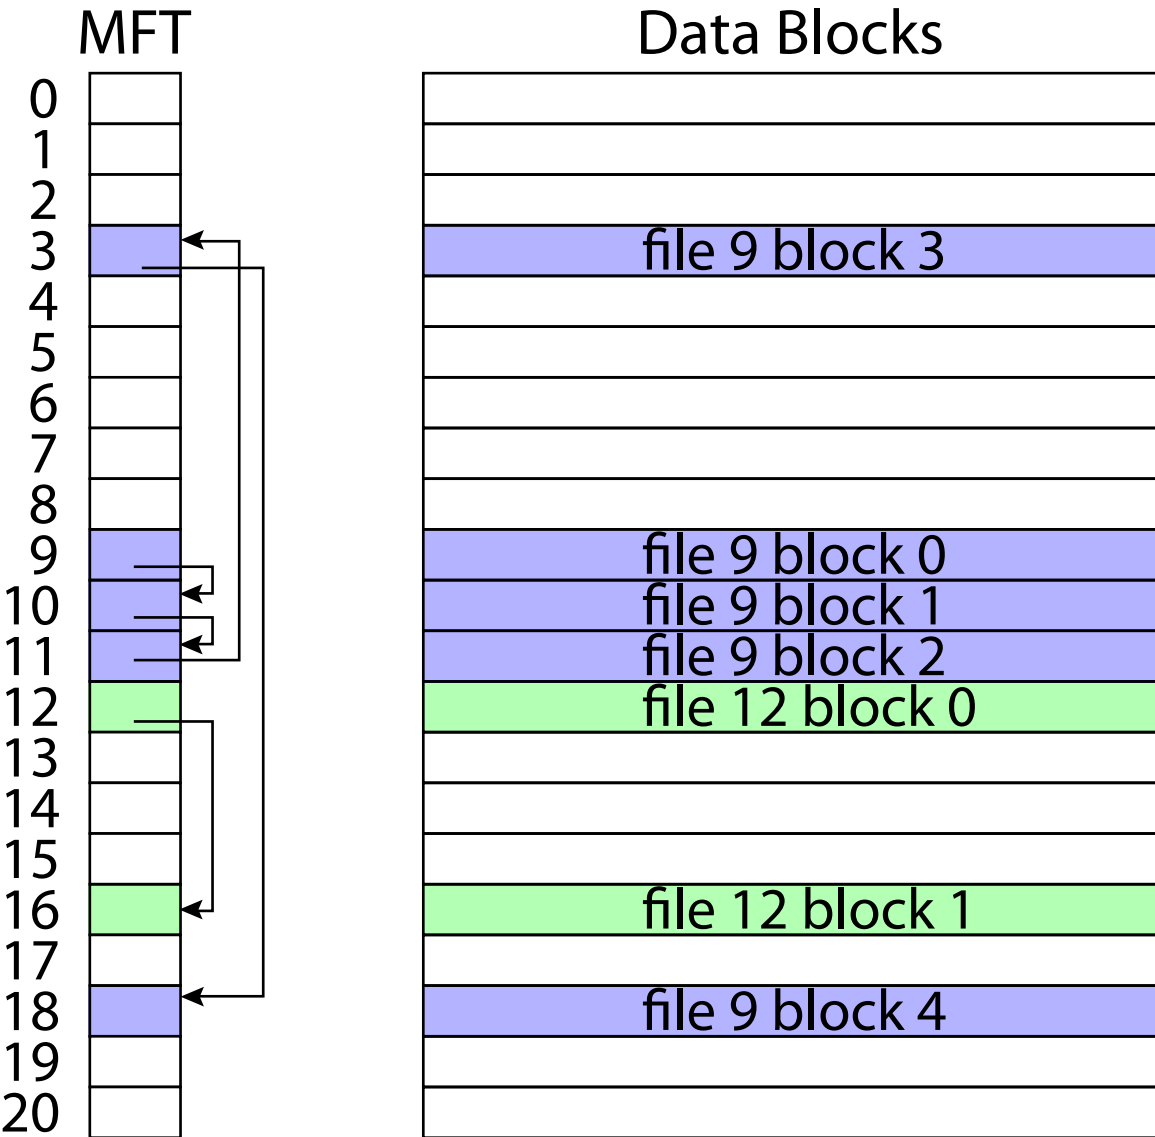 MFT Data Blocks
0
1
2
3 file 9 block 3
4
5
6
7
8
9 file 9 block 0
10 file 9 block 1
11 file 9 block 2
12 file 12 block 0
13
14
15
16 file 12 block 1
17
18 file 9 block 4
19
20